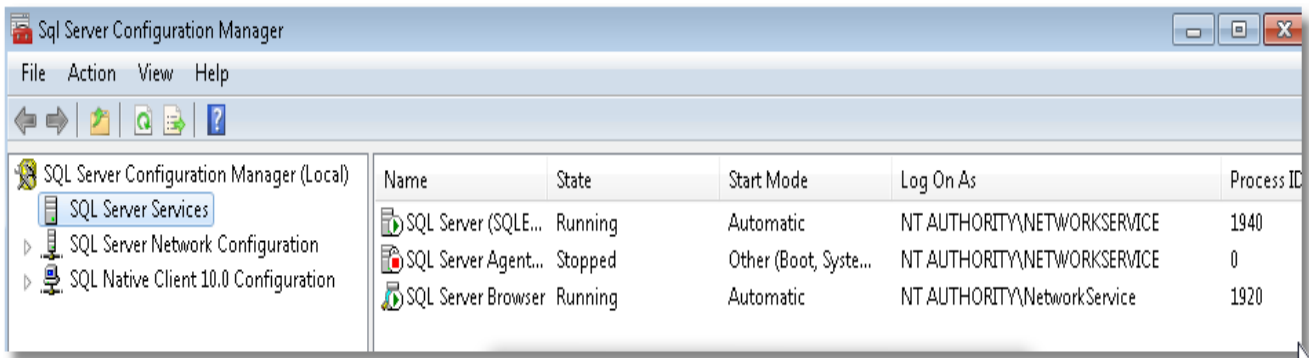 Sql Server Configuration Manager
File Action View Help
SQL Server Configuration Manager (Local)
SQL Server Services
SQL Server Network Configuration
SQL Native Client 10.0 Configuration
Name State Start Mode Log On As Process ID
SQL Server (SQLE... Running Automatic NT AUTHORITY\NETWORKSERVICE 1940
SQL Server Agent... Stopped Other (Boot, Syste... NT AUTHORITY\NETWORKSERVICE 0
SQL Server Browser Running Automatic NT AUTHORITY\NetworkService 1920